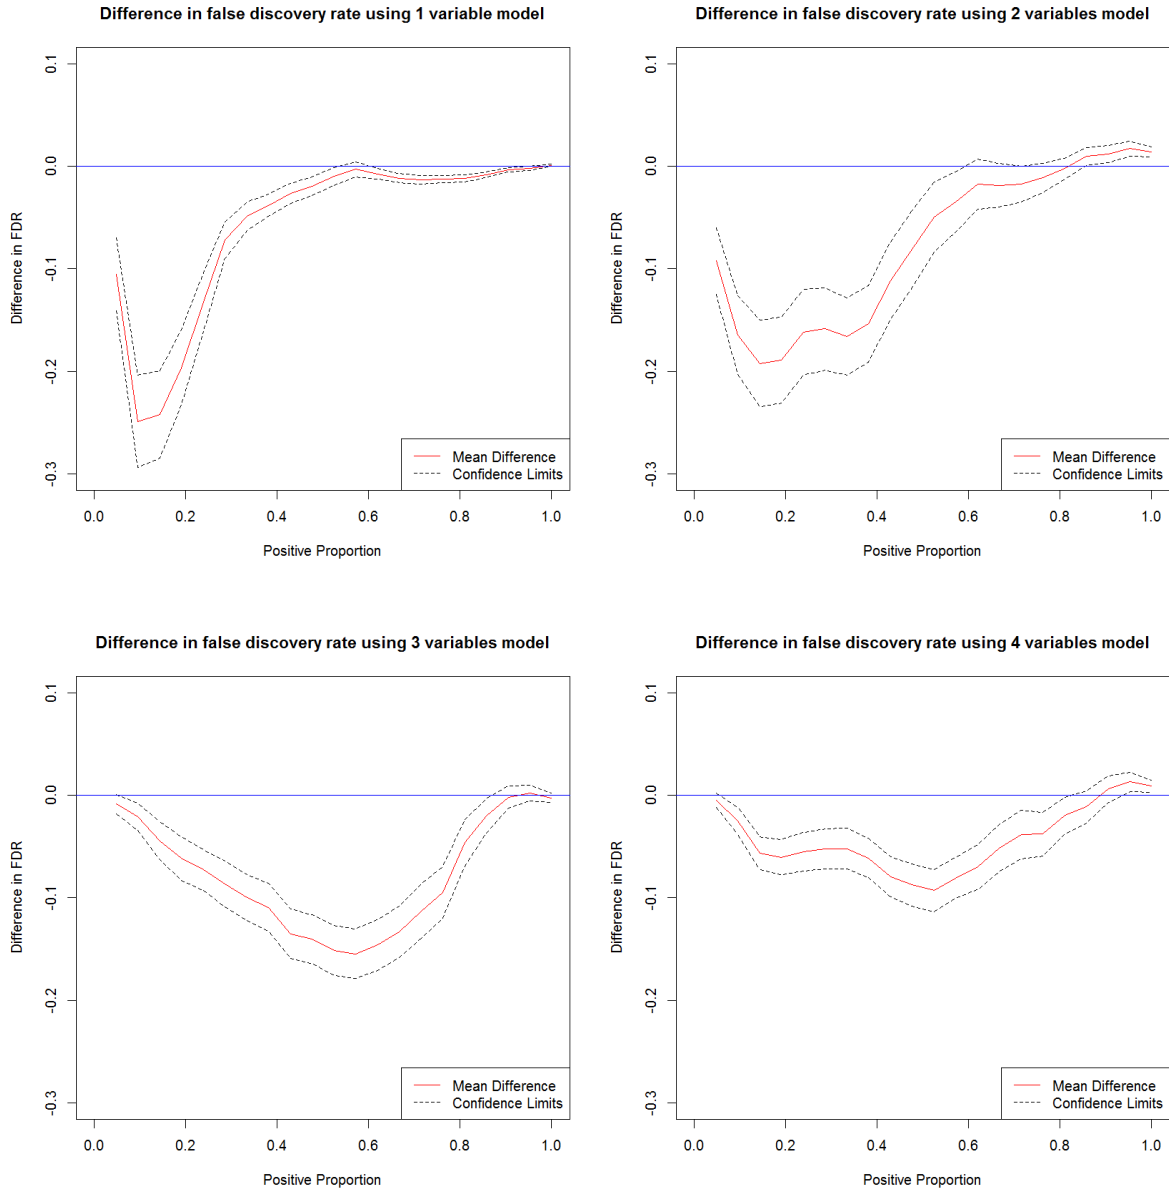 Difference in false discovery rate using 1 variable model
0.1
0.0
-0.1
-0.2
-0.3
Difference in FDR
Mean Difference
Confidence Limits
0.0 0.2 0.4 0.6 0.8 1.0
Positive Proportion
Difference in false discovery rate using 2 variables model
0.1
0.0
-0.1
-0.2
-0.3
Difference in FDR
Mean Difference
Confidence Limits
0.0 0.2 0.4 0.6 0.8 1.0
Positive Proportion
Difference in false discovery rate using 3 variables model
0.1
0.0
-0.1
-0.2
-0.3
Difference in FDR
Mean Difference
Confidence Limits
0.0 0.2 0.4 0.6 0.8 1.0
Positive Proportion
Difference in false discovery rate using 4 variables model
0.1
0.0
-0.1
-0.2
-0.3
Difference in FDR
Mean Difference
Confidence Limits
0.0 0.2 0.4 0.6 0.8 1.0
Positive Proportion